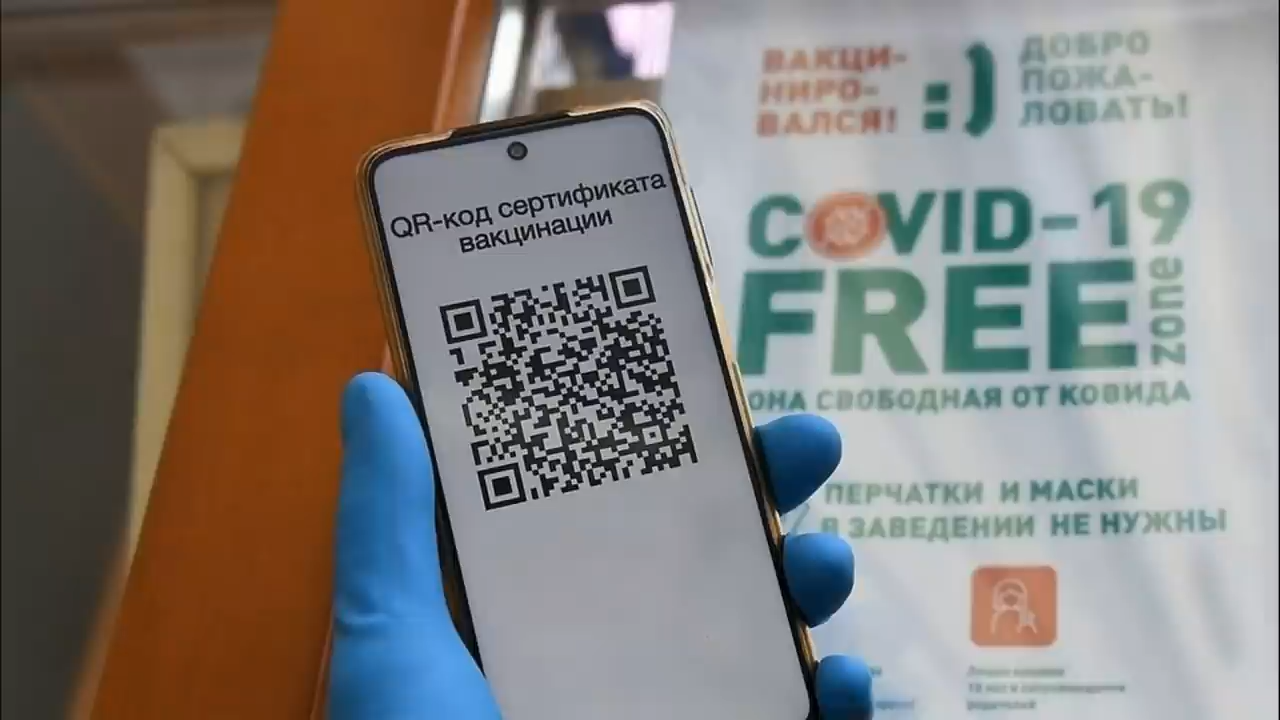 QR-код сертификата
вакцинации
ВАКЦИ-
НИРО-
ВАЛСЯ!
:)
ДОБРО
ПОЖА-
ЛОВАТЬ!
COVID-19
FREE
zone
ОНА СВОБОДНАЯ ОТ КОВИДА
ПЕРЧАТКИ И МАСКИ
В ЗАВЕДЕНИИ НЕ НУЖНЫ